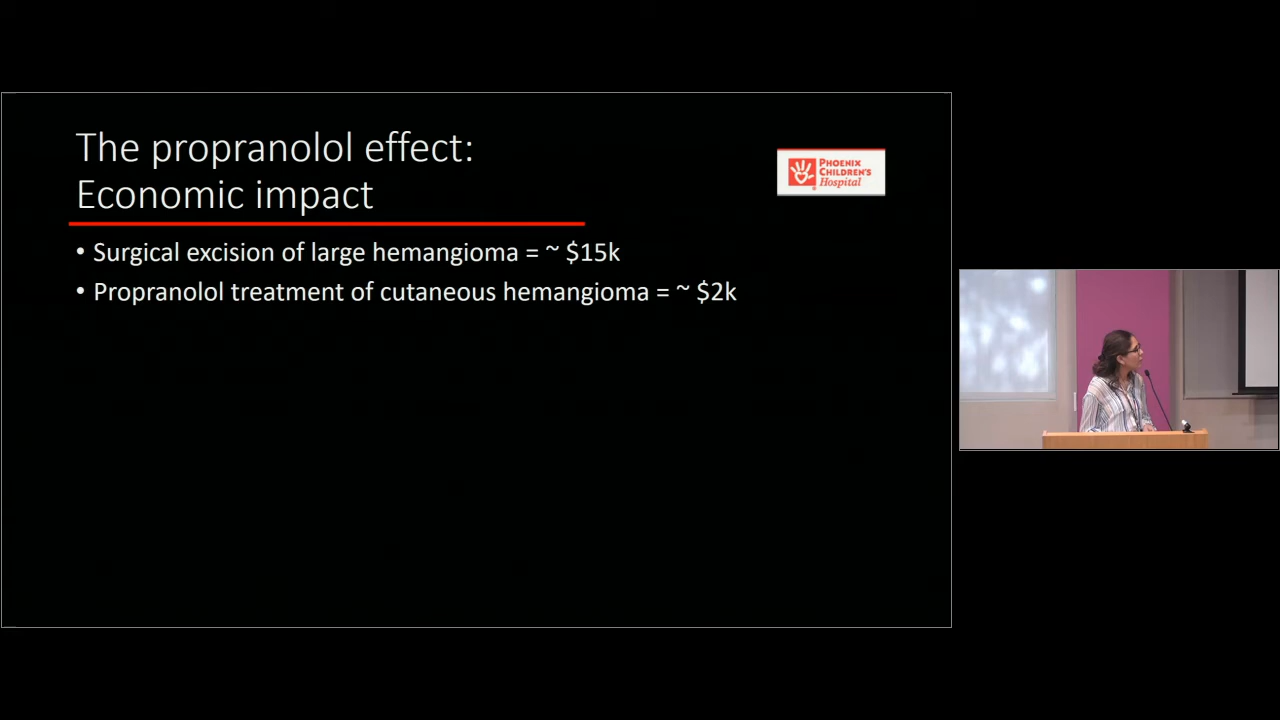 The propranolol effect:
Economic impact
PHOENIX
CHILDREN'S
Hospital
• Surgical excision of large hemangioma = ~ $15k
• Propranolol treatment of cutaneous hemangioma = ~ $2k